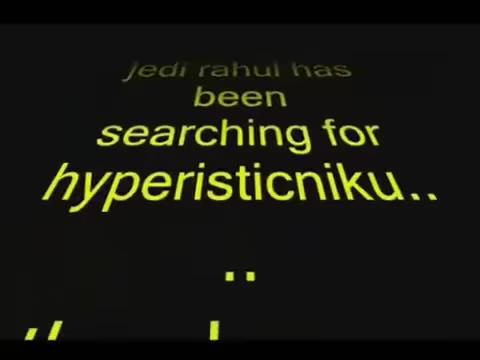 jedi rahul has
been
searching for
hyperisticniku..
..